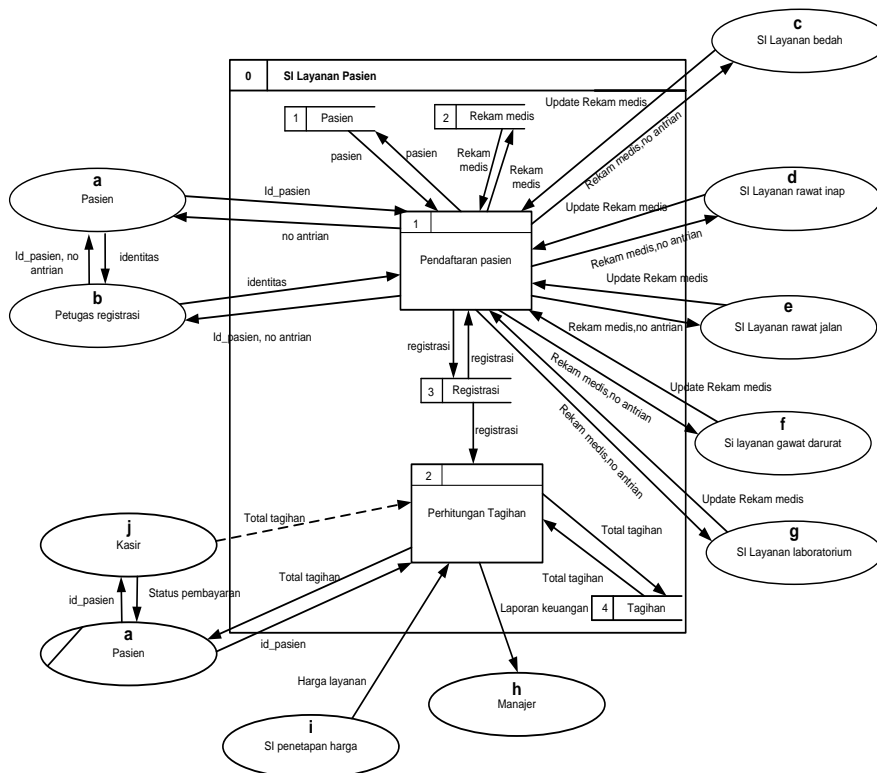 c
SI Layanan bedah
0 SI Layanan Pasien
Update Rekam medis
1 Pasien
2 Rekam medis
pasien
pasien
Rekam
medis
Rekam
medis
Rekam medis,no antrian
a
Pasien
Id_pasien
no antrian
1
Pendaftaran pasien
d
SI Layanan rawat inap
Update Rekam medis
Rekam medis,no antrian
Id_pasien, no
antrian
identitas
b
Petugas registrasi
identitas
Id_pasien, no antrian
Update Rekam medis
e
SI Layanan rawat jalan
Rekam medis,no antrian
registrasi
registrasi
3 Registrasi
registrasi
Update Rekam medis
Rekam medis,no antrian
Rekam medis,no antrian
f
Si layanan gawat darurat
2
Perhitungan Tagihan
Update Rekam medis
g
SI Layanan laboratorium
j
Kasir
Total tagihan
Total tagihan
Total tagihan
Total tagihan
id_pasien
Status pembayaran
Laporan keuangan
4 Tagihan
a
Pasien
id_pasien
Harga layanan
h
Manajer
i
SI penetapan harga